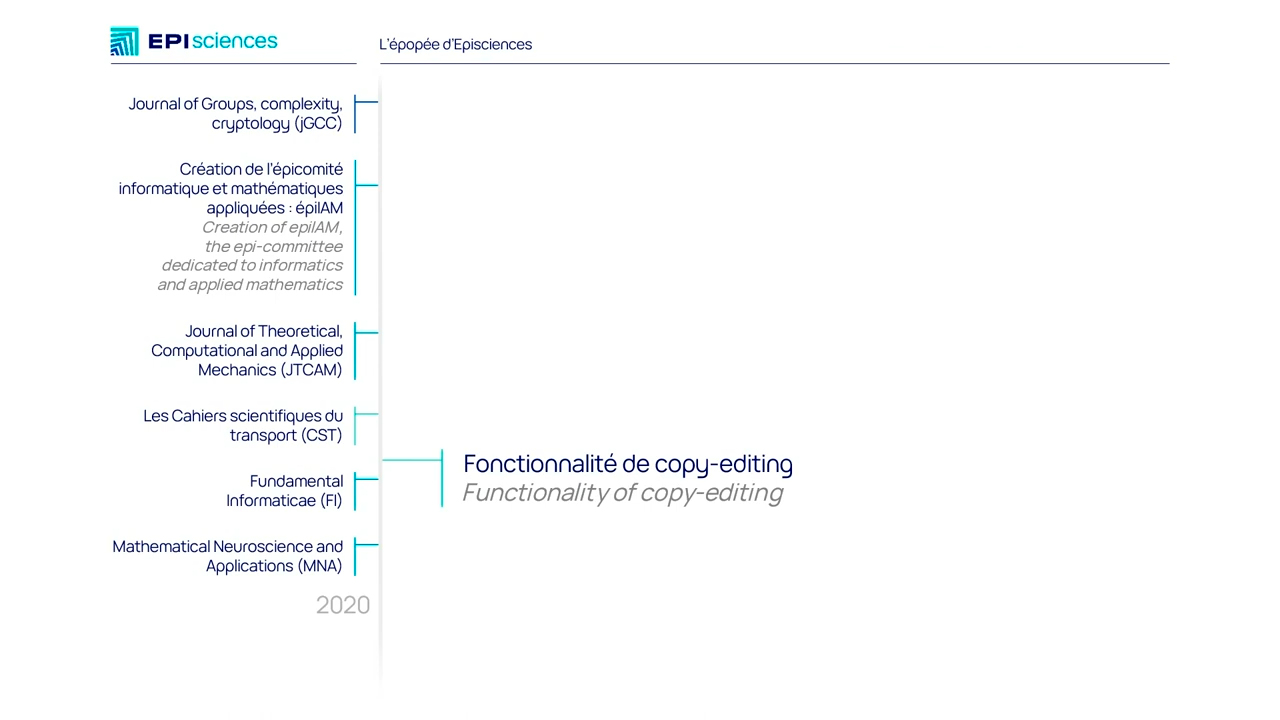 EPIsciences
L'épopée d'Episciences
Journal of Groups, complexity,
cryptology (jGCC)
Création de l'épicomité
informatique et mathématiques
appliquées : épiIAM
Creation of epiIAM,
the epi-committee
dedicated to informatics
and applied mathematics
Journal of Theoretical,
Computational and Applied
Mechanics (JTCAM)
Les Cahiers scientifiques du
transport (CST)
Fonctionnalité de copy-editing
Functionality of copy-editing
Fundamental
Informaticae (FI)
Mathematical Neuroscience and
Applications (MNA)
2020